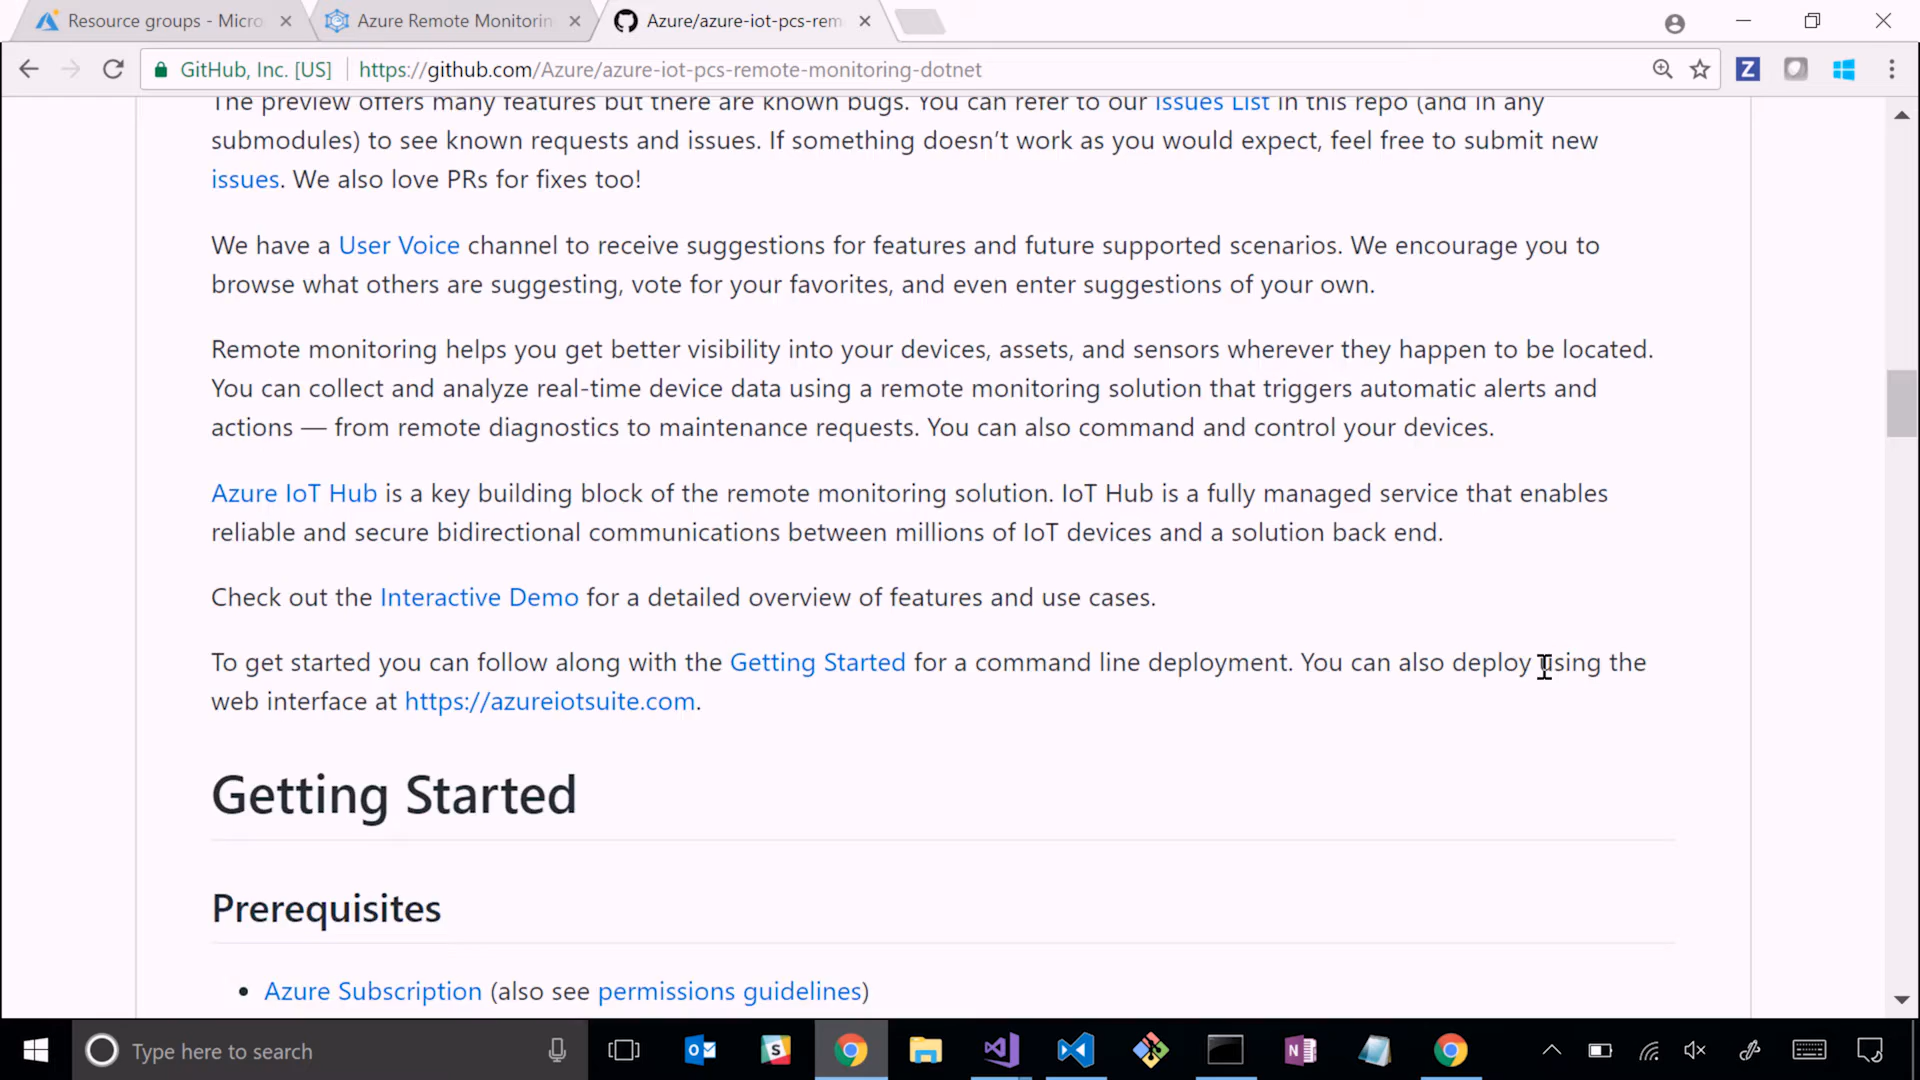 Resource groups - Micro
Azure Remote Monitorin
Azure/azure-iot-pcs-rem
GitHub, Inc. [US]
https://github.com/Azure/azure-iot-pcs-remote-monitoring-dotnet
Z
The preview offers many features but there are known bugs. You can refer to our Issues List in this repo (and in any
submodules) to see known requests and issues. If something doesn’t work as you would expect, feel free to submit new
issues. We also love PRs for fixes too!
We have a User Voice channel to receive suggestions for features and future supported scenarios. We encourage you to
browse what others are suggesting, vote for your favorites, and even enter suggestions of your own.
Remote monitoring helps you get better visibility into your devices, assets, and sensors wherever they happen to be located.
You can collect and analyze real-time device data using a remote monitoring solution that triggers automatic alerts and
actions — from remote diagnostics to maintenance requests. You can also command and control your devices.
Azure IoT Hub is a key building block of the remote monitoring solution. IoT Hub is a fully managed service that enables
reliable and secure bidirectional communications between millions of IoT devices and a solution back end.
Check out the Interactive Demo for a detailed overview of features and use cases.
To get started you can follow along with the Getting Started for a command line deployment. You can also deploy using the
web interface at https://azureiotsuite.com.
Getting Started
Prerequisites
• Azure Subscription (also see permissions guidelines)
Type here to search